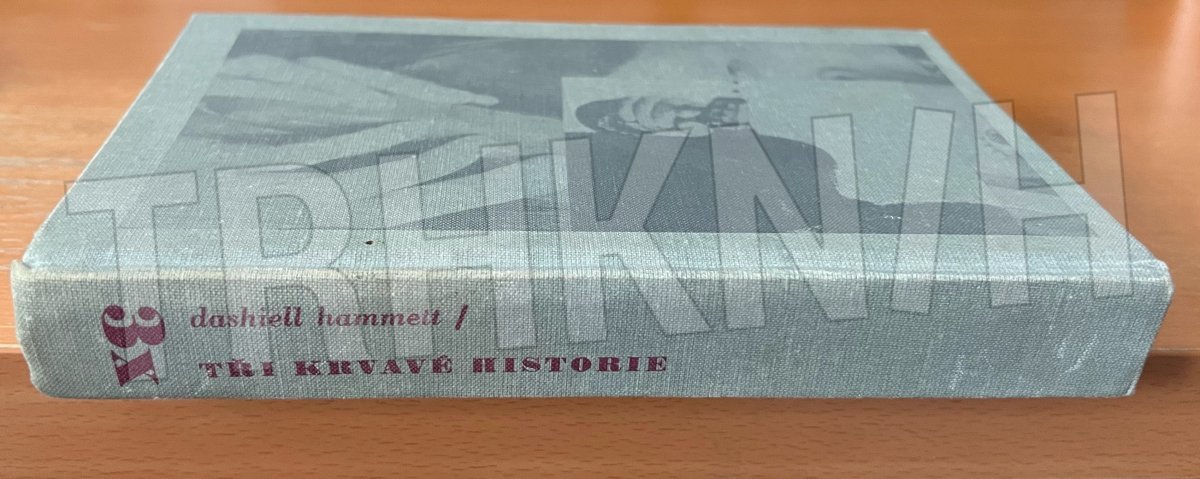 3x
dashiell hammett /
TŘI KRVAVÉ HISTORIE
TRHKNIH